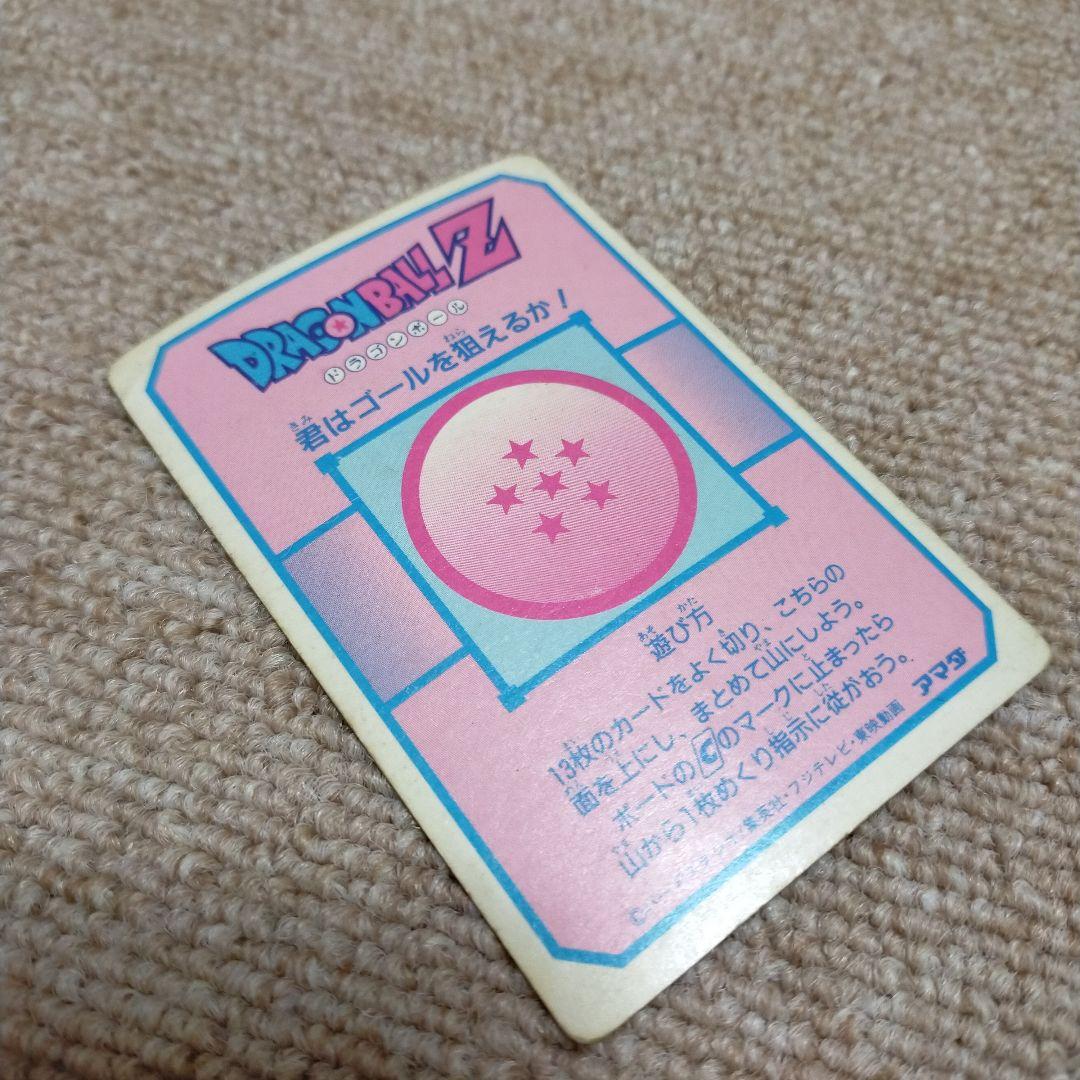 DRAGON BALL Z
ドラゴンボール
君はゴールを狙えるか!
遊び方
13枚のカードをよく切り、こちらの
面を上にし、まとめて山にしよう。
ボードのCのマークに止まったら
山から1枚めくり指示に従がおう。
集英社・フジテレビ・東映動画
アマダ